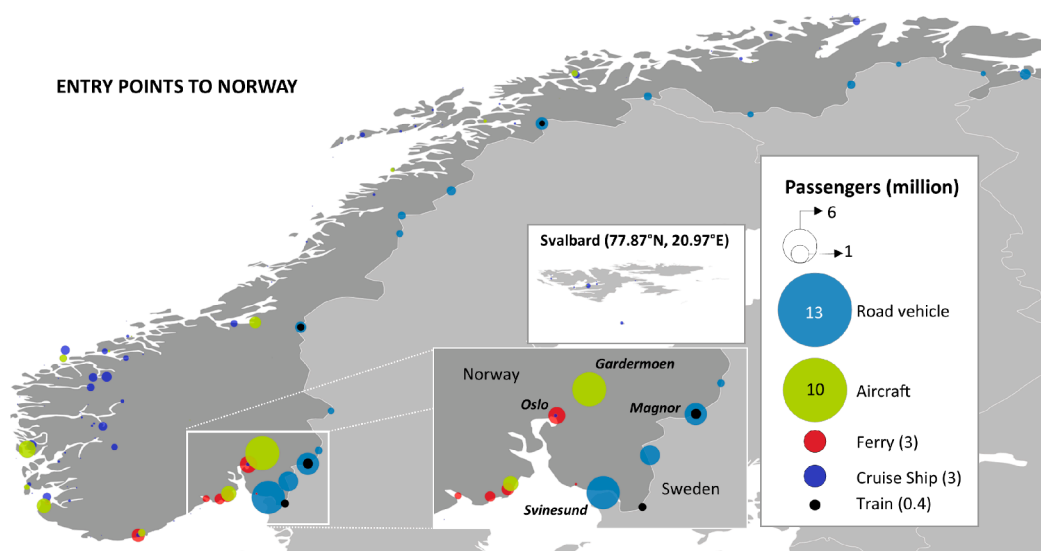 ENTRY POINTS TO NORWAY
Passengers (million)
6
1
13 Road vehicle
10 Aircraft
Ferry (3)
Cruise Ship (3)
Train (0.4)
Svalbard (77.87°N, 20.97°E)
Norway
Gardermoen
Oslo
Magnor
Svinesund
Sweden